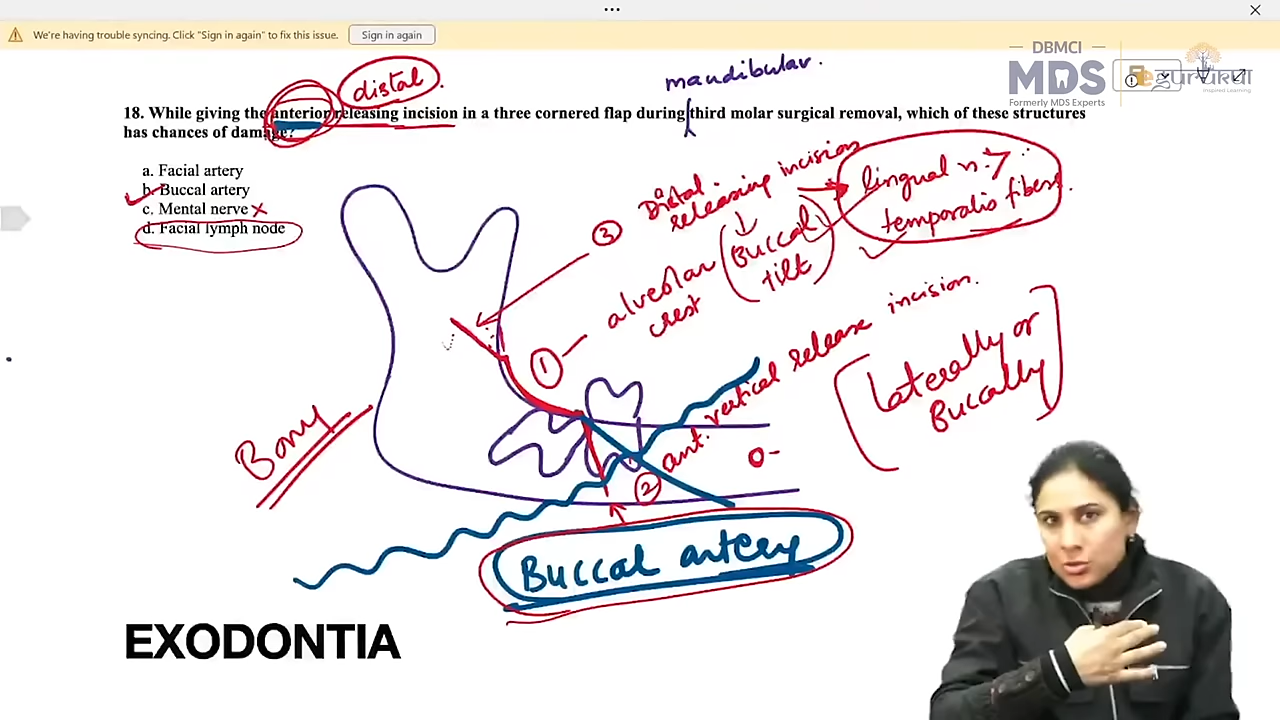 We're having trouble syncing. Click "Sign in again" to fix this issue.
Sign in again
DBMCI
MDS
Formerly MDS Experts
egurukul
Inspired Learning
mandibular.
distal.
18. While giving the anterior releasing incision in a three cornered flap during third molar surgical removal, which of these structures
has chances of damage?
a. Facial artery
b. Buccal artery
c. Mental nerve x
d. Facial lymph node
③ Distal releasing incision
Buccal tilt
lingual n.
temporalis fibers.
① alveolar crest
② ant. vertical release incision.
[Laterally or
Buccally]
Bony
Buccal artery
EXODONTIA